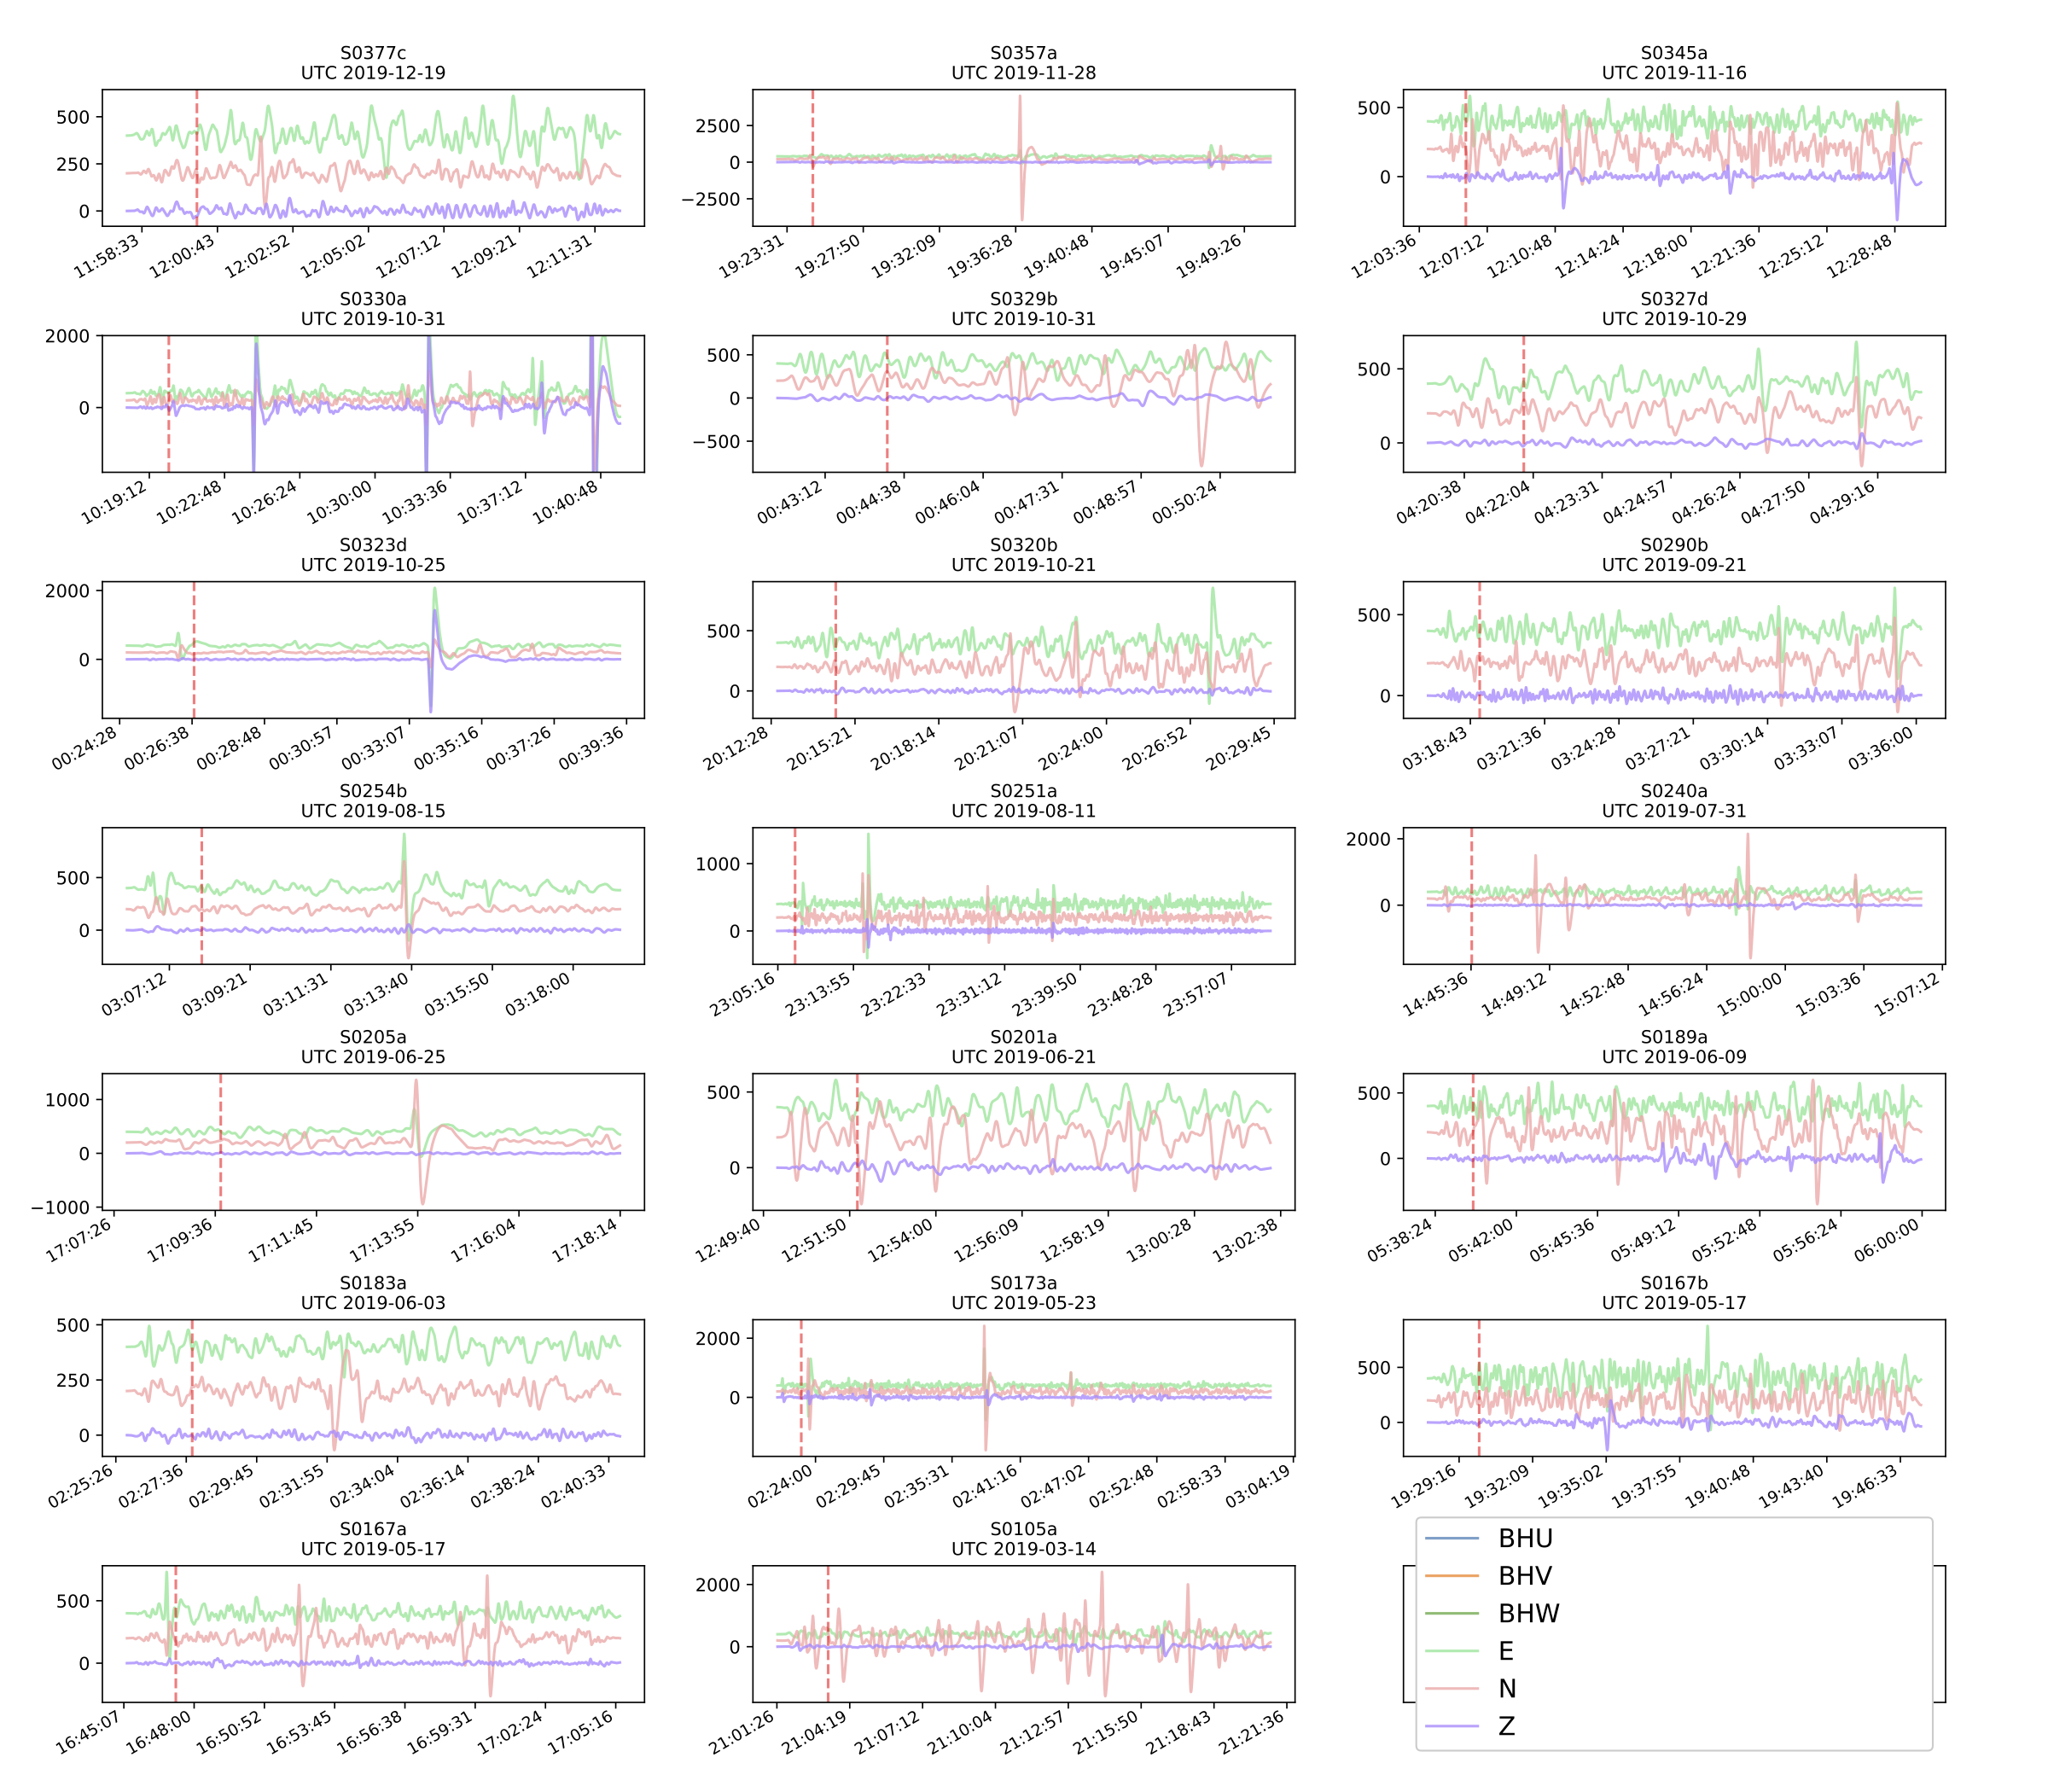 S0377c
UTC 2019-12-19
500
250
0
11:58:33 12:00:43 12:02:52 12:05:02 12:07:12 12:09:21 12:11:31
S0357a
UTC 2019-11-28
2500
0
−2500
19:23:31 19:27:50 19:32:09 19:36:28 19:40:48 19:45:07 19:49:26
S0345a
UTC 2019-11-16
500
0
12:03:36 12:07:12 12:10:48 12:14:24 12:18:00 12:21:36 12:25:12 12:28:48
S0330a
UTC 2019-10-31
2000
0
10:19:12 10:22:48 10:26:24 10:30:00 10:33:36 10:37:12 10:40:48
S0329b
UTC 2019-10-31
500
0
−500
00:43:12 00:44:38 00:46:04 00:47:31 00:48:57 00:50:24
S0327d
UTC 2019-10-29
500
0
04:20:38 04:22:04 04:23:31 04:24:57 04:26:24 04:27:50 04:29:16
S0323d
UTC 2019-10-25
2000
0
00:24:28 00:26:38 00:28:48 00:30:57 00:33:07 00:35:16 00:37:26 00:39:36
S0320b
UTC 2019-10-21
500
0
20:12:28 20:15:21 20:18:14 20:21:07 20:24:00 20:26:52 20:29:45
S0290b
UTC 2019-09-21
500
0
03:18:43 03:21:36 03:24:28 03:27:21 03:30:14 03:33:07 03:36:00
S0254b
UTC 2019-08-15
500
0
03:07:12 03:09:21 03:11:31 03:13:40 03:15:50 03:18:00
S0251a
UTC 2019-08-11
1000
0
23:05:16 23:13:55 23:22:33 23:31:12 23:39:50 23:48:28 23:57:07
S0240a
UTC 2019-07-31
2000
0
14:45:36 14:49:12 14:52:48 14:56:24 15:00:00 15:03:36 15:07:12
S0205a
UTC 2019-06-25
1000
0
−1000
17:07:26 17:09:36 17:11:45 17:13:55 17:16:04 17:18:14
S0201a
UTC 2019-06-21
500
0
12:49:40 12:51:50 12:54:00 12:56:09 12:58:19 13:00:28 13:02:38
S0189a
UTC 2019-06-09
500
0
05:38:24 05:42:00 05:45:36 05:49:12 05:52:48 05:56:24 06:00:00
S0183a
UTC 2019-06-03
500
250
0
02:25:26 02:27:36 02:29:45 02:31:55 02:34:04 02:36:14 02:38:24 02:40:33
S0173a
UTC 2019-05-23
2000
0
02:24:00 02:29:45 02:35:31 02:41:16 02:47:02 02:52:48 02:58:33 03:04:19
S0167b
UTC 2019-05-17
500
0
19:29:16 19:32:09 19:35:02 19:37:55 19:40:48 19:43:40 19:46:33
S0167a
UTC 2019-05-17
500
0
16:45:07 16:48:00 16:50:52 16:53:45 16:56:38 16:59:31 17:02:24 17:05:16
S0105a
UTC 2019-03-14
2000
0
21:01:26 21:04:19 21:07:12 21:10:04 21:12:57 21:15:50 21:18:43 21:21:36
BHU
BHV
BHW
E
N
Z